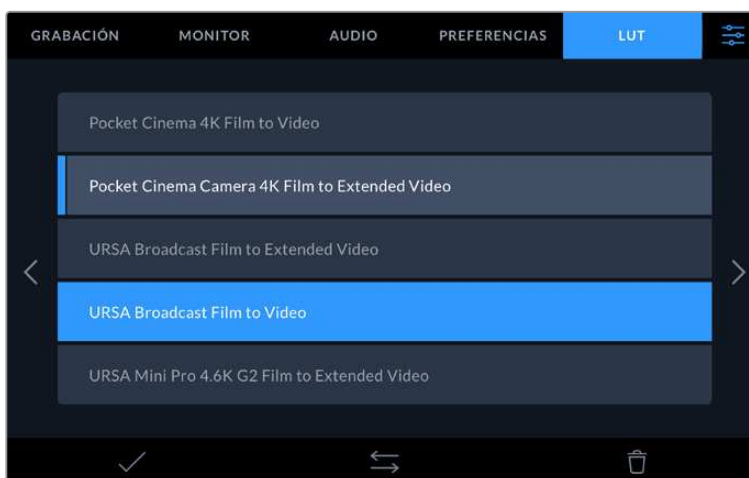 GRABACIÓN MONITOR AUDIO PREFERENCIAS LUT
Pocket Cinema 4K Film to Video
Pocket Cinema Camera 4K Film to Extended Video
URSA Broadcast Film to Extended Video
URSA Broadcast Film to Video
URSA Mini Pro 4.6K G2 Film to Extended Video